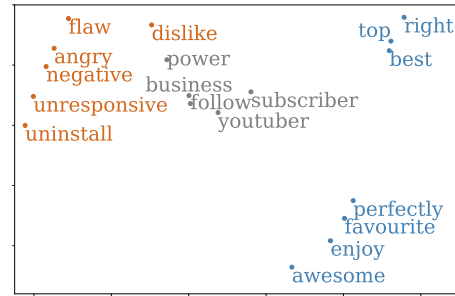 flaw
dislike
right
top
angry
power
best
negative
business
unresponsive
follow
subscriber
youtuber
uninstall
perfectly
favourite
enjoy
awesome